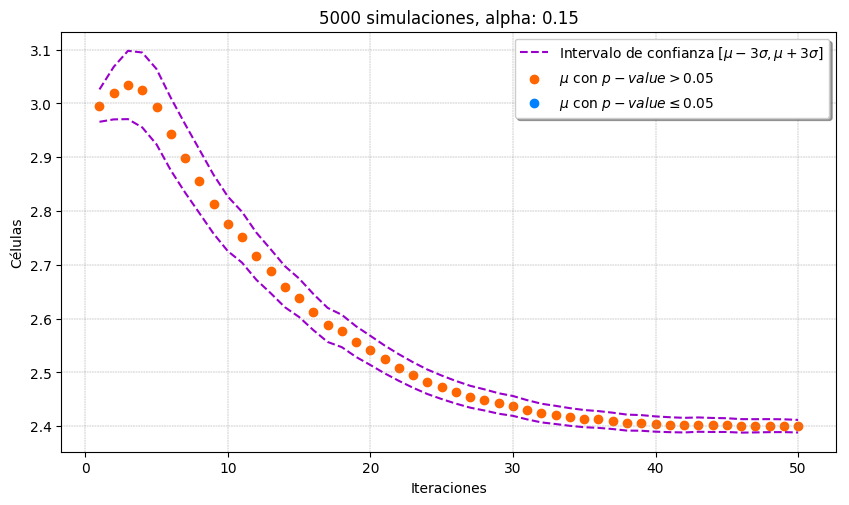 5000 simulaciones, alpha: 0.15
Intervalo de confianza [μ − 3σ, μ + 3σ]
μ con p − value > 0.05
μ con p − value ≤ 0.05
Células
3.1
3.0
2.9
2.8
2.7
2.6
2.5
2.4
0 10 20 30 40 50
Iteraciones